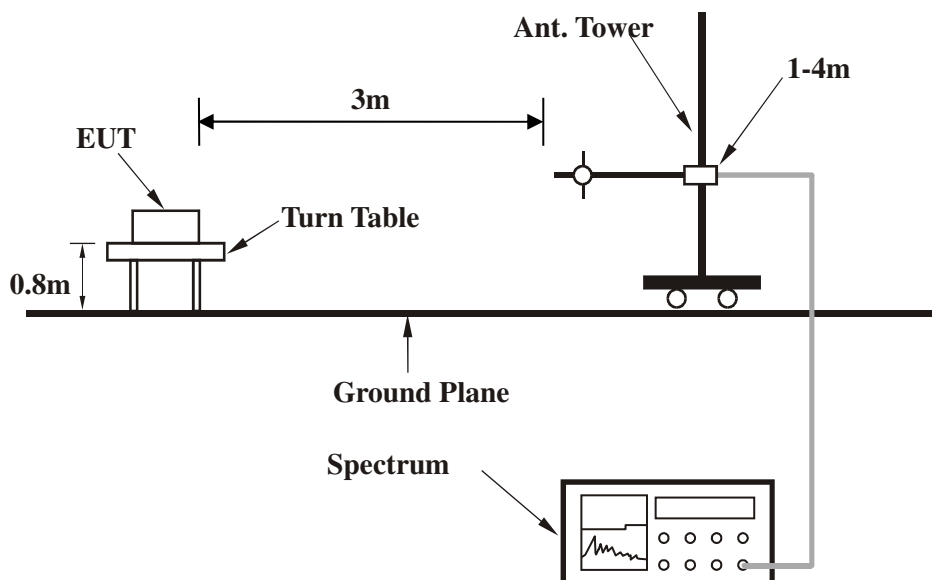 Ant. Tower
1-4m
3m
EUT
Turn Table
0.8m
Ground Plane
Spectrum